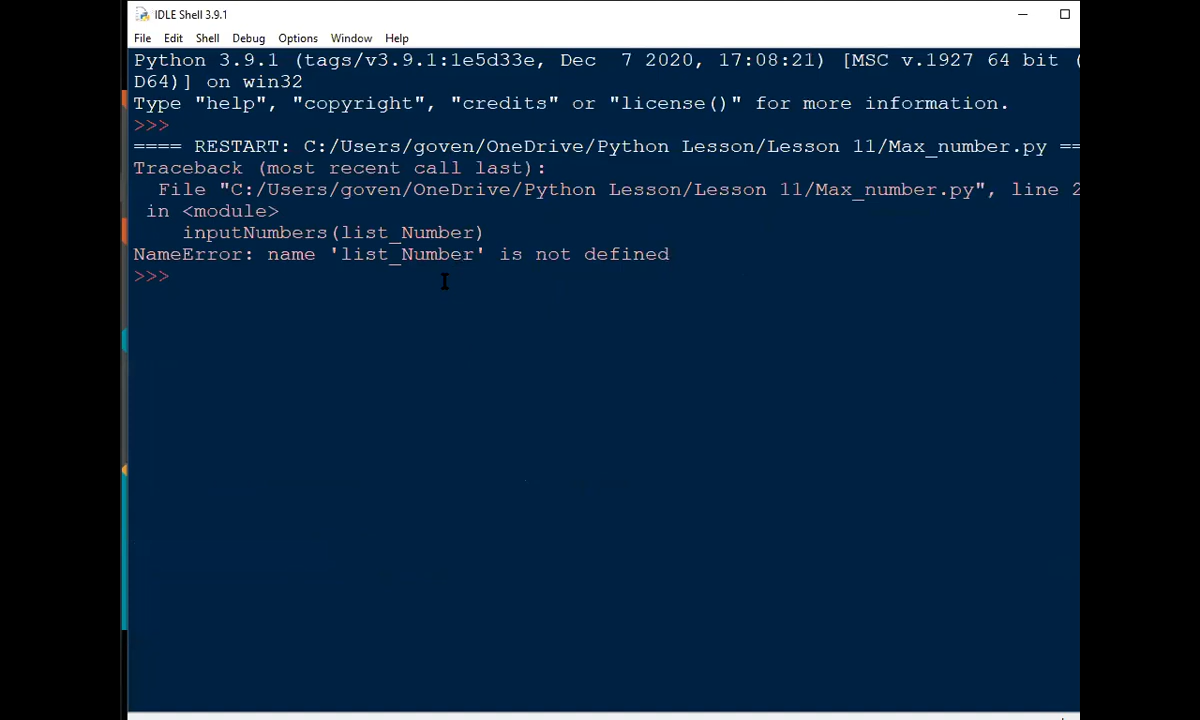 IDLE Shell 3.9.1
File Edit Shell Debug Options Window Help
Python 3.9.1 (tags/v3.9.1:1e5d33e, Dec  7 2020, 17:08:21) [MSC v.1927 64 bit (
D64)] on win32
Type "help", "copyright", "credits" or "license()" for more information.
>>>
==== RESTART: C:/Users/goven/OneDrive/Python Lesson/Lesson 11/Max_number.py ==
Traceback (most recent call last):
  File "C:/Users/goven/OneDrive/Python Lesson/Lesson 11/Max_number.py", line 2
 in <module>
    inputNumbers(list_Number)
NameError: name 'list_Number' is not defined
>>>